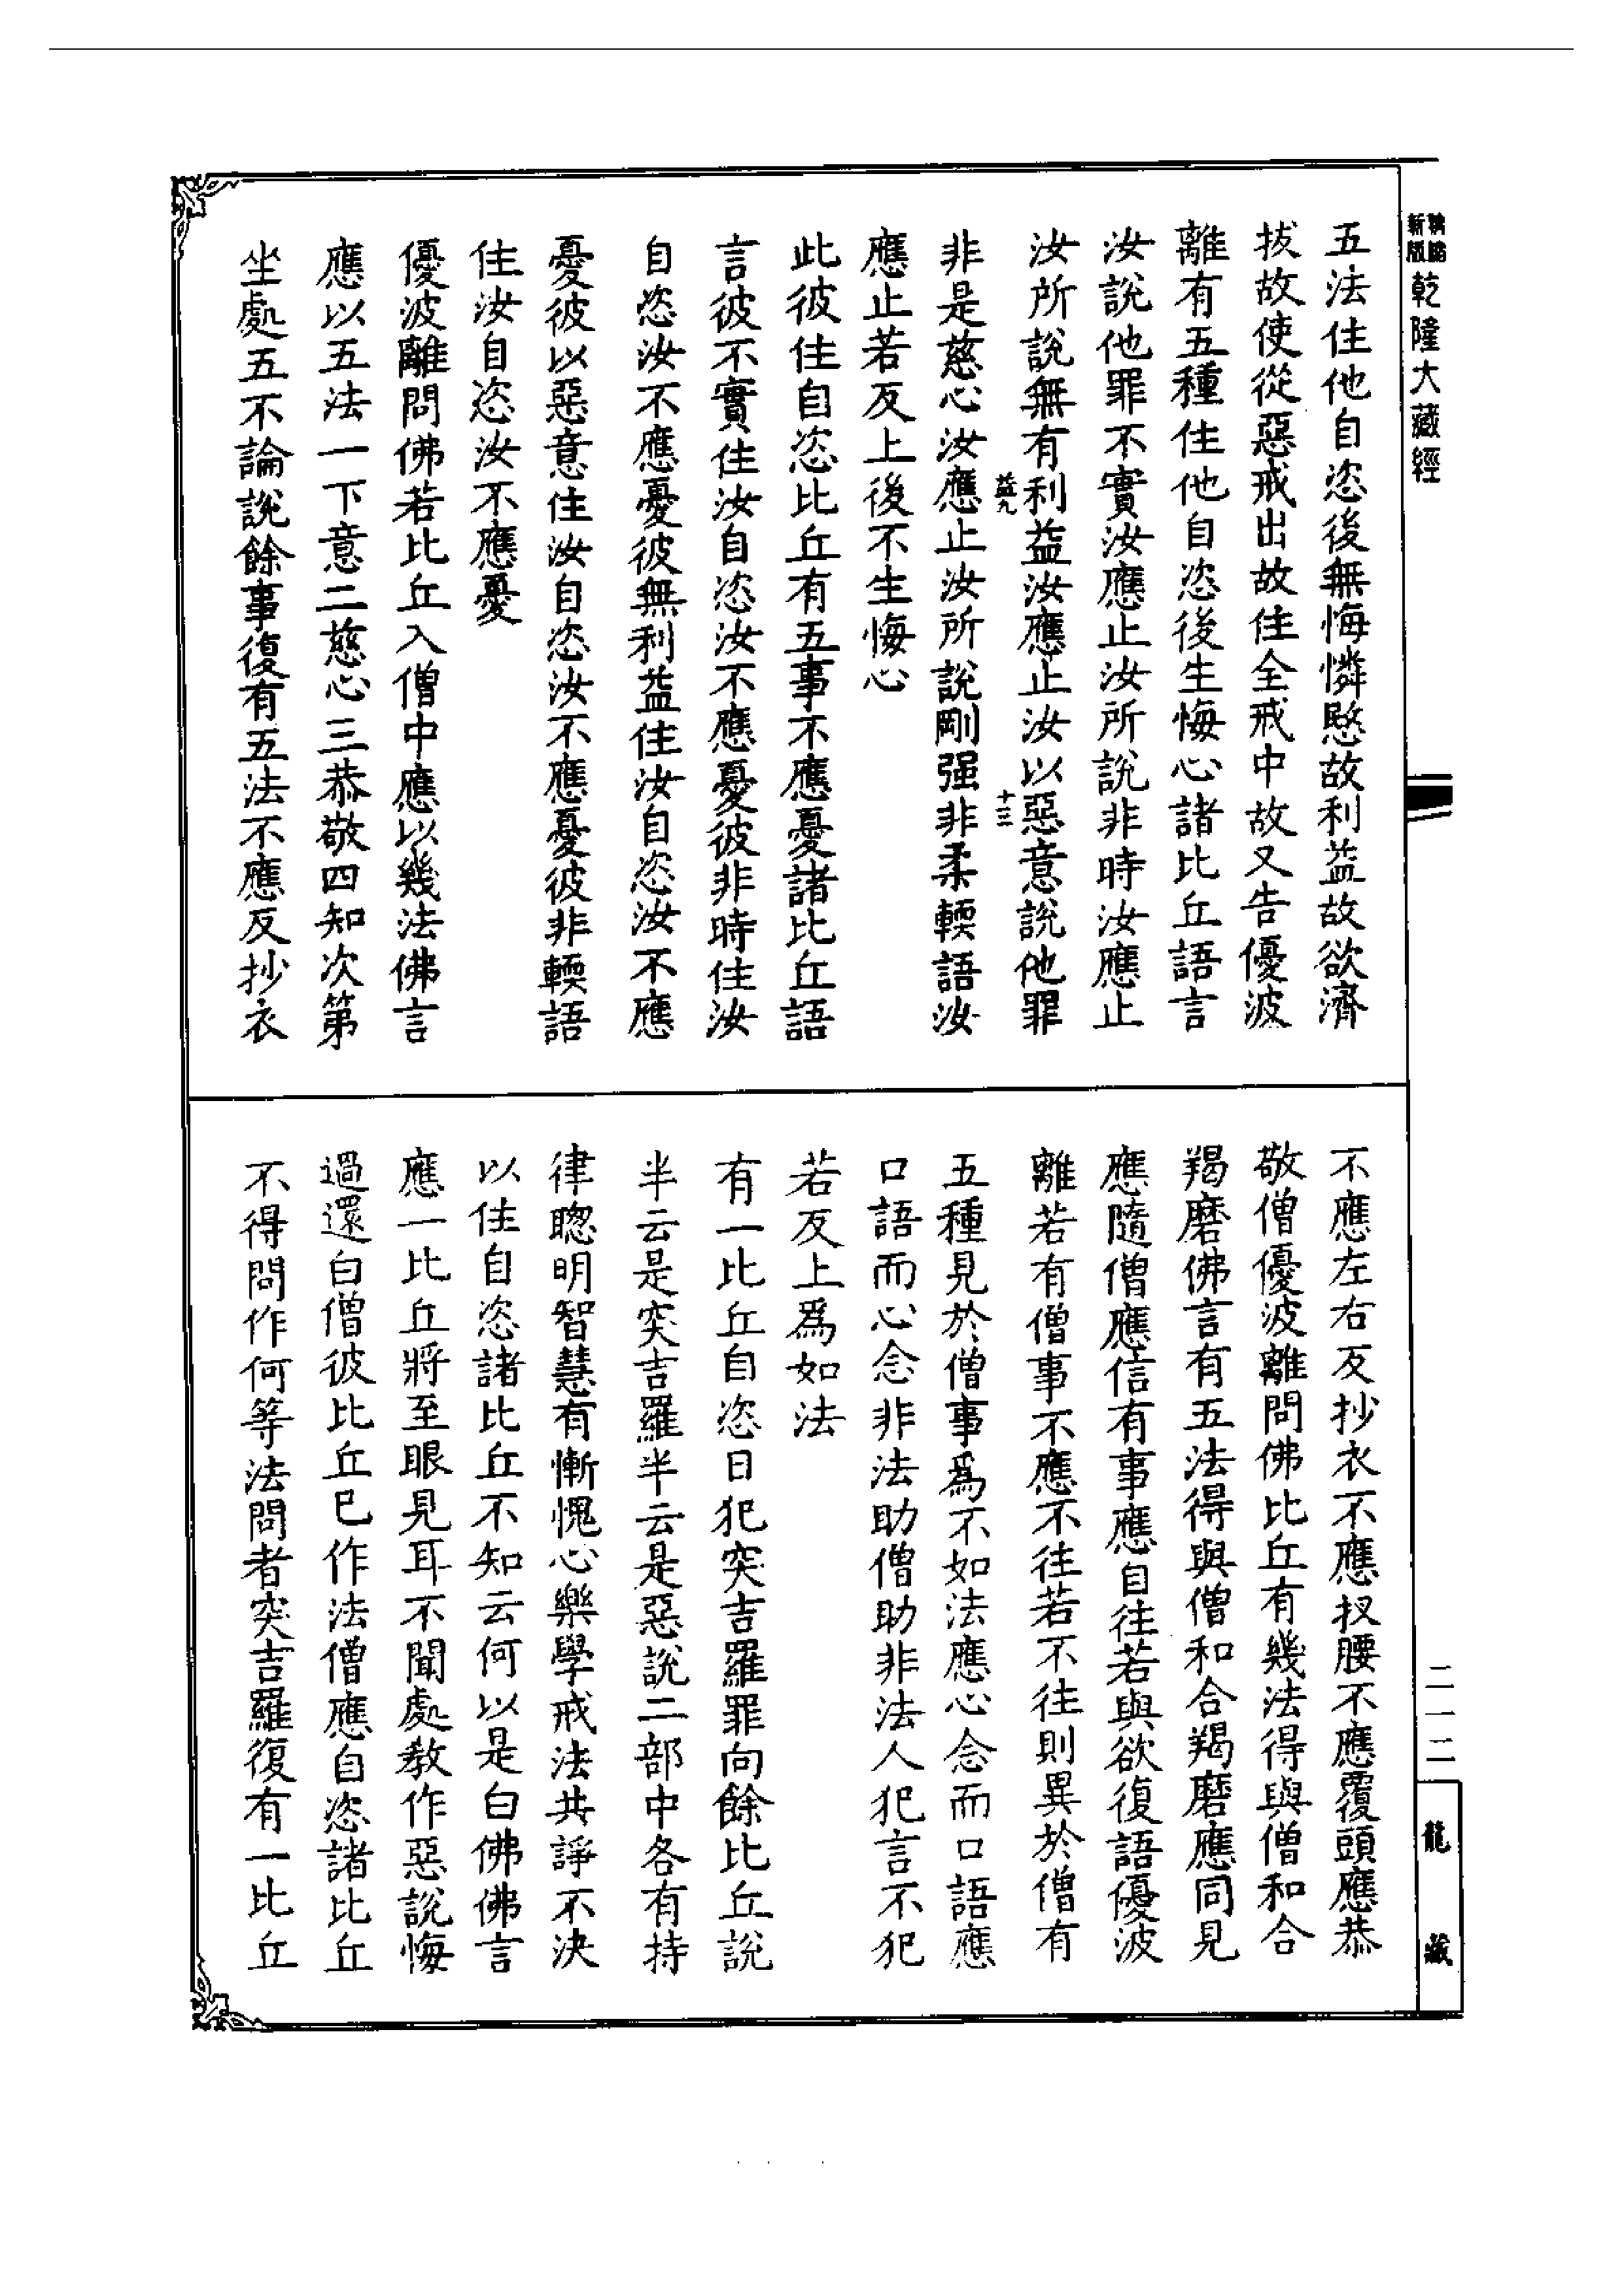 新版
乾隆大藏經
五法住他自恣後無悔憐愍故利益故欲濟
拔故使從惡戒出故住全戒中故又告優波
離有五種住他自恣後生悔心諸比丘語言
汝說他罪不實汝應止汝所說非時汝應止
汝所說無有利益汝應止汝以惡意說他罪
益九
十三
非是慈心汝應止汝所說剛强非柔輭語汝
應止若反上後不生悔心
此彼住自恣比丘有五事不應憂諸比丘語
言彼不實住汝自恣汝不應憂彼非時住汝
自恣汝不應憂彼無利益住汝自恣汝不應
憂彼以惡意住汝自恣汝不應憂彼非輭語
住汝自恣汝不應憂
優波離問佛若比丘入僧中應以幾法佛言
應以五法一下意二慈心三恭敬四知次第
坐處五不論說餘事復有五法不應反抄衣
不應左右反抄衣不應扠腰不應覆頭應恭
敬僧優波離問佛比丘有幾法得與僧和合
羯磨佛言有五法得與僧和合羯磨應同見
應隨僧應信有事應自往若與欲復語優波
離若有僧事不應不往若不往則異於僧有
五種見於僧事爲不如法應心念而口語應
口語而心念非法助僧助非法人犯言不犯
若反上爲如法
有一比丘自恣日犯突吉羅罪向餘比丘說
半云是突吉羅半云是惡說二部中各有持
律聰明智慧有慚愧心樂學戒法共諍不決
以住自恣諸比丘不知云何以是白佛佛言
應一比丘將至眼見耳不聞處教作惡說悔
過還白僧彼比丘已作法僧應自恣諸比丘
不得問作何等法問者突吉羅復有一比丘
二一二
龍藏